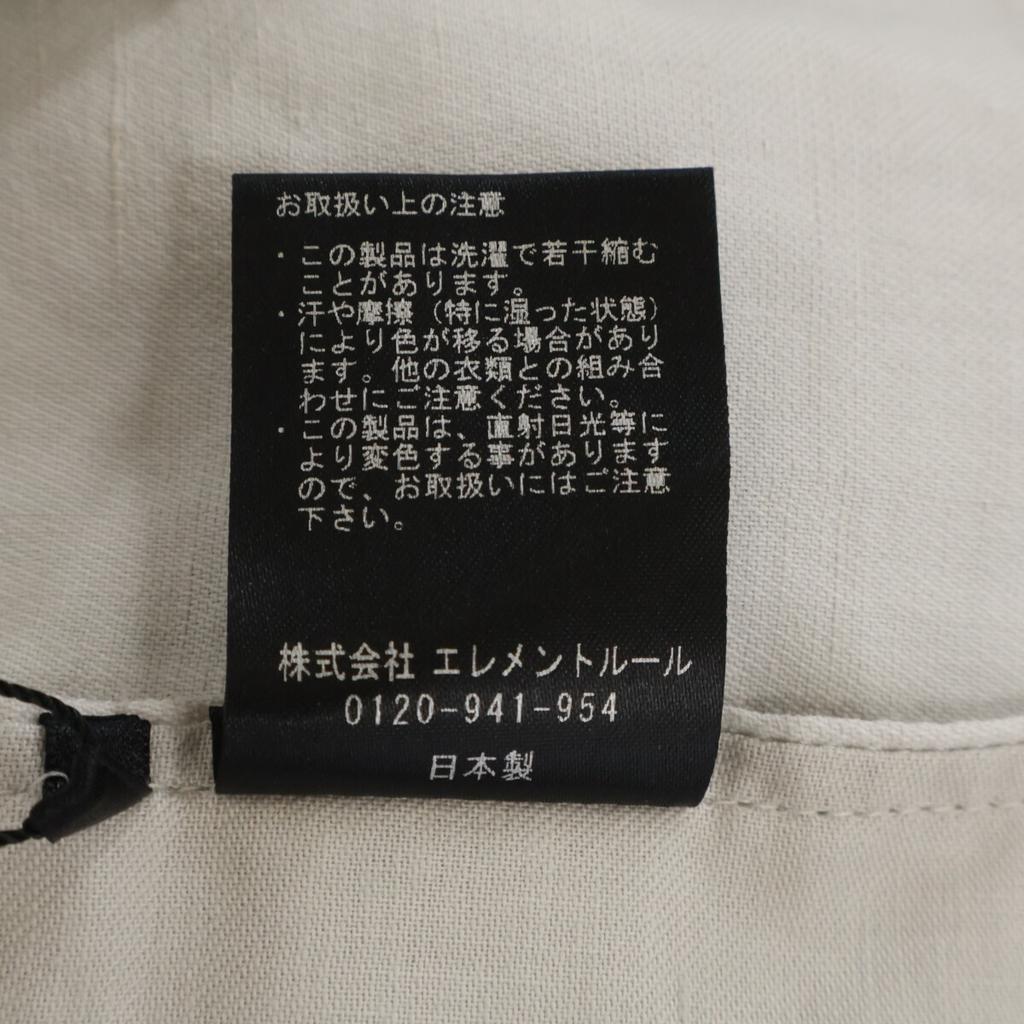 お取扱い上の注意
・この製品は洗濯で若干縮む
ことがあります。
・汗や摩擦（特に湿った状態）
により色が移る場合があり
ます。他の衣類との組み合
わせにご注意ください。
・この製品は、直射日光等に
より変色する事があります
ので、お取扱いにはご注意
下さい。
株式会社 エレメントルール
0120-941-954
日本製